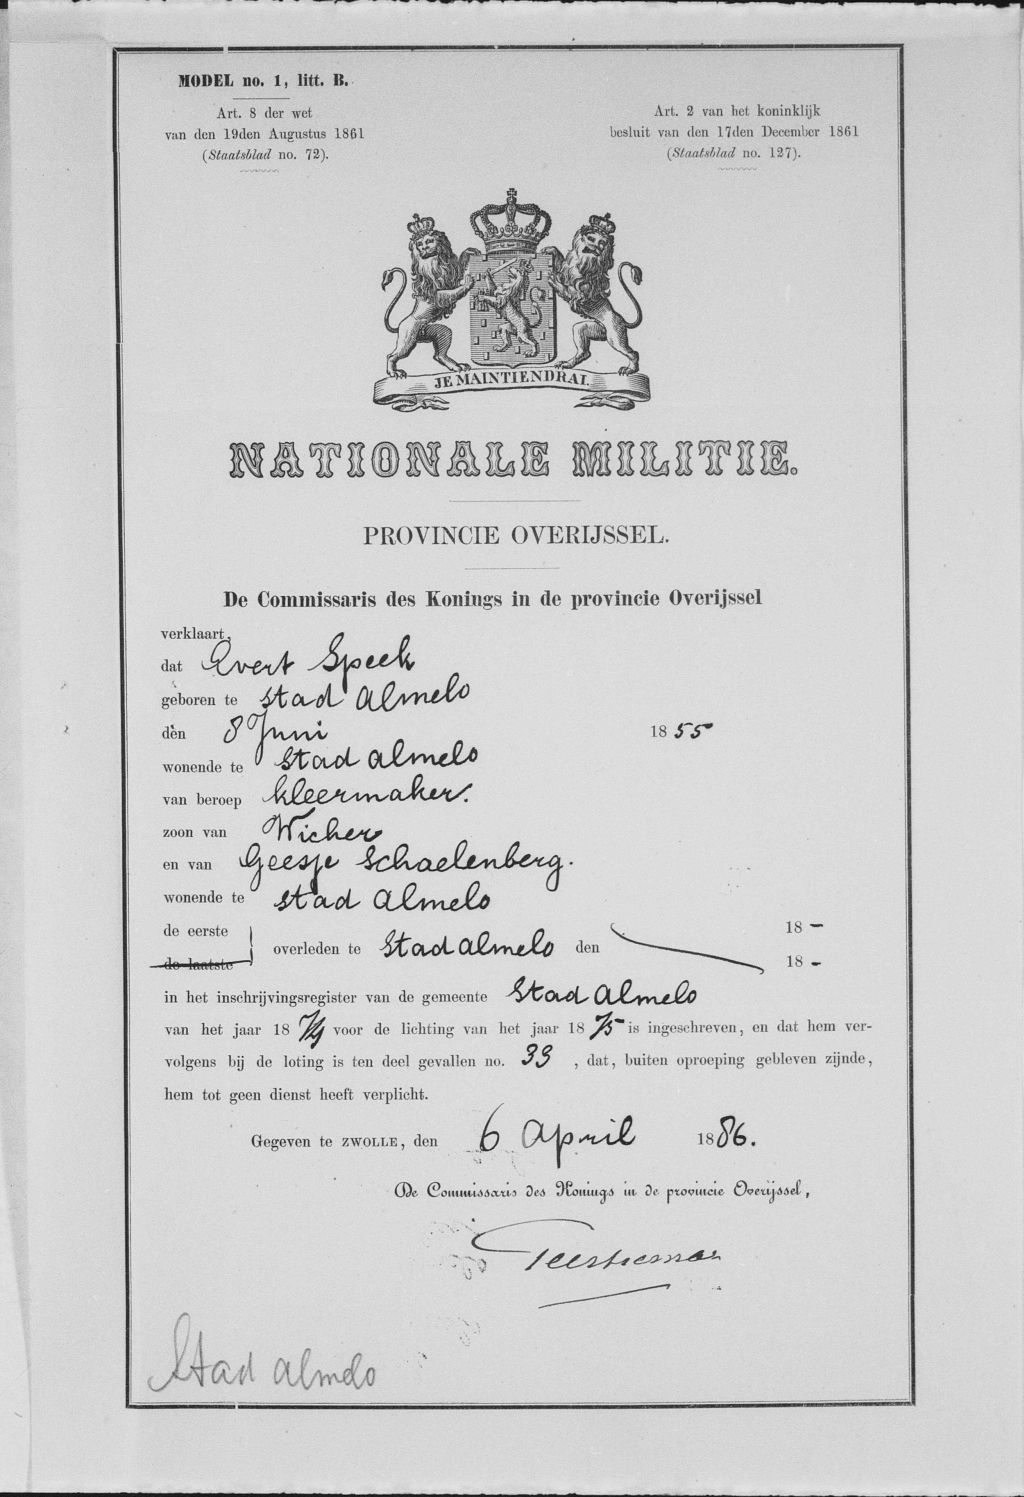 MODEL no. 1, litt. B.
Art. 8 der wet
van den 19den Augustus 1861
(Staatsblad no. 72).
Art. 2 van het koninklijk
besluit van den 17den December 1861
(Staatsblad no. 127).
JE MAINTIENDRAI.
NATIONALE MILITIE.
PROVINCIE OVERIJSSEL.
De Commissaris des Konings in de provincie Overijssel
verklaart,
dat Evert Speek
geboren te Stad Almelo
den 8 Juni 1855
wonende te Stad Almelo
van beroep kleermaker.
zoon van Wicher
en van Geesje Schaelenberg.
wonende te Stad Almelo
de eerste 18 -
de laatste overleden te Stad Almelo den 18 -
in het inschrijvingsregister van de gemeente Stad Almelo
van het jaar 1874 voor de lichting van het jaar 1875 is ingeschreven, en dat hem ver-
volgens bij de loting is ten deel gevallen no. 33, dat, buiten oproeping gebleven zijnde,
hem tot geen dienst heeft verplicht.
Gegeven te ZWOLLE, den 6 April 1886.
De Commissaris des Konings in de provincie Overijssel,
Stad Almelo